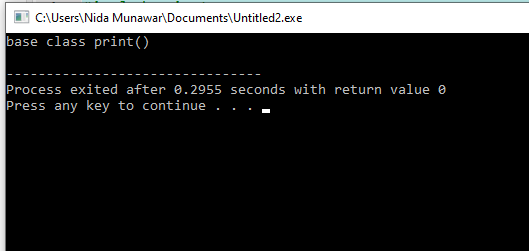 C:\Users\Nida Munawar\Documents\Untitled2.exe
base class print()
--------------------------------
Process exited after 0.2955 seconds with return value 0
Press any key to continue . . .